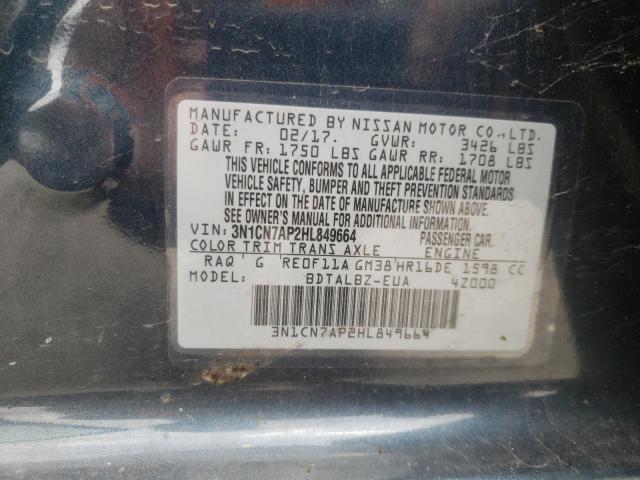 MANUFACTURED BY NISSAN MOTOR CO.,LTD.
DATE: 02/17. GVWR: 3426 LBS
GAWR FR: 1750 LBS GAWR RR: 1708 LBS
THIS VEHICLE CONFORMS TO ALL APPLICABLE FEDERAL MOTOR
VEHICLE SAFETY, BUMPER AND THEFT PREVENTION STANDARDS
IN EFFECT ON THE DATE OF MANUFACTURE SHOWN ABOVE.
SEE OWNER'S MANUAL FOR ADDITIONAL INFORMATION.
VIN: 3N1CN7AP2HL849664 PASSENGER CAR.
COLOR TRIM TRANS AXLE ENGINE
RAQ G RE0F11A GM38 HR16DE 1598 CC
BDTALBZ-EUA 4Z000
3N1CN7AP2HL849664